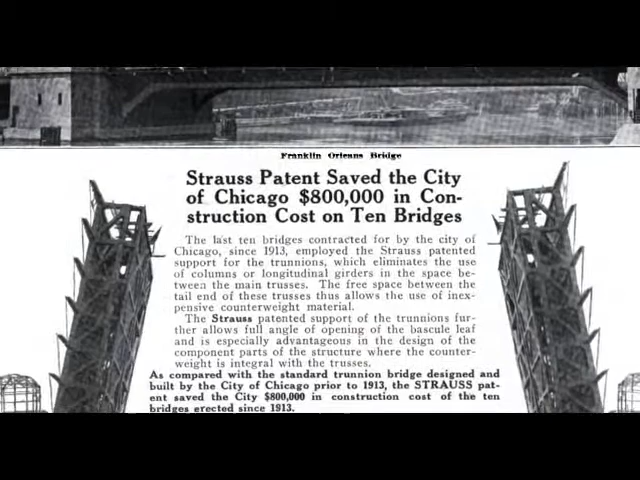 Franklin Orleans Bridge
Strauss Patent Saved the City
of Chicago $800,000 in Con-
struction Cost on Ten Bridges
The last ten bridges contracted for by the city of
Chicago, since 1913, employed the Strauss patented
support for the trunnions, which eliminates the use
of columns or longitudinal girders in the space be-
tween the main trusses. The free space between the
tail end of these trusses thus allows the use of inex-
pensive counterweight material.
The Strauss patented support of the trunnions fur-
ther allows full angle of opening of the bascule leaf
and is especially advantageous in the design of the
component parts of the structure where the counter-
weight is integral with the trusses.
As compared with the standard trunnion bridge designed and
built by the City of Chicago prior to 1913, the STRAUSS pat-
ent saved the City $800,000 in construction cost of the ten
bridges erected since 1913.